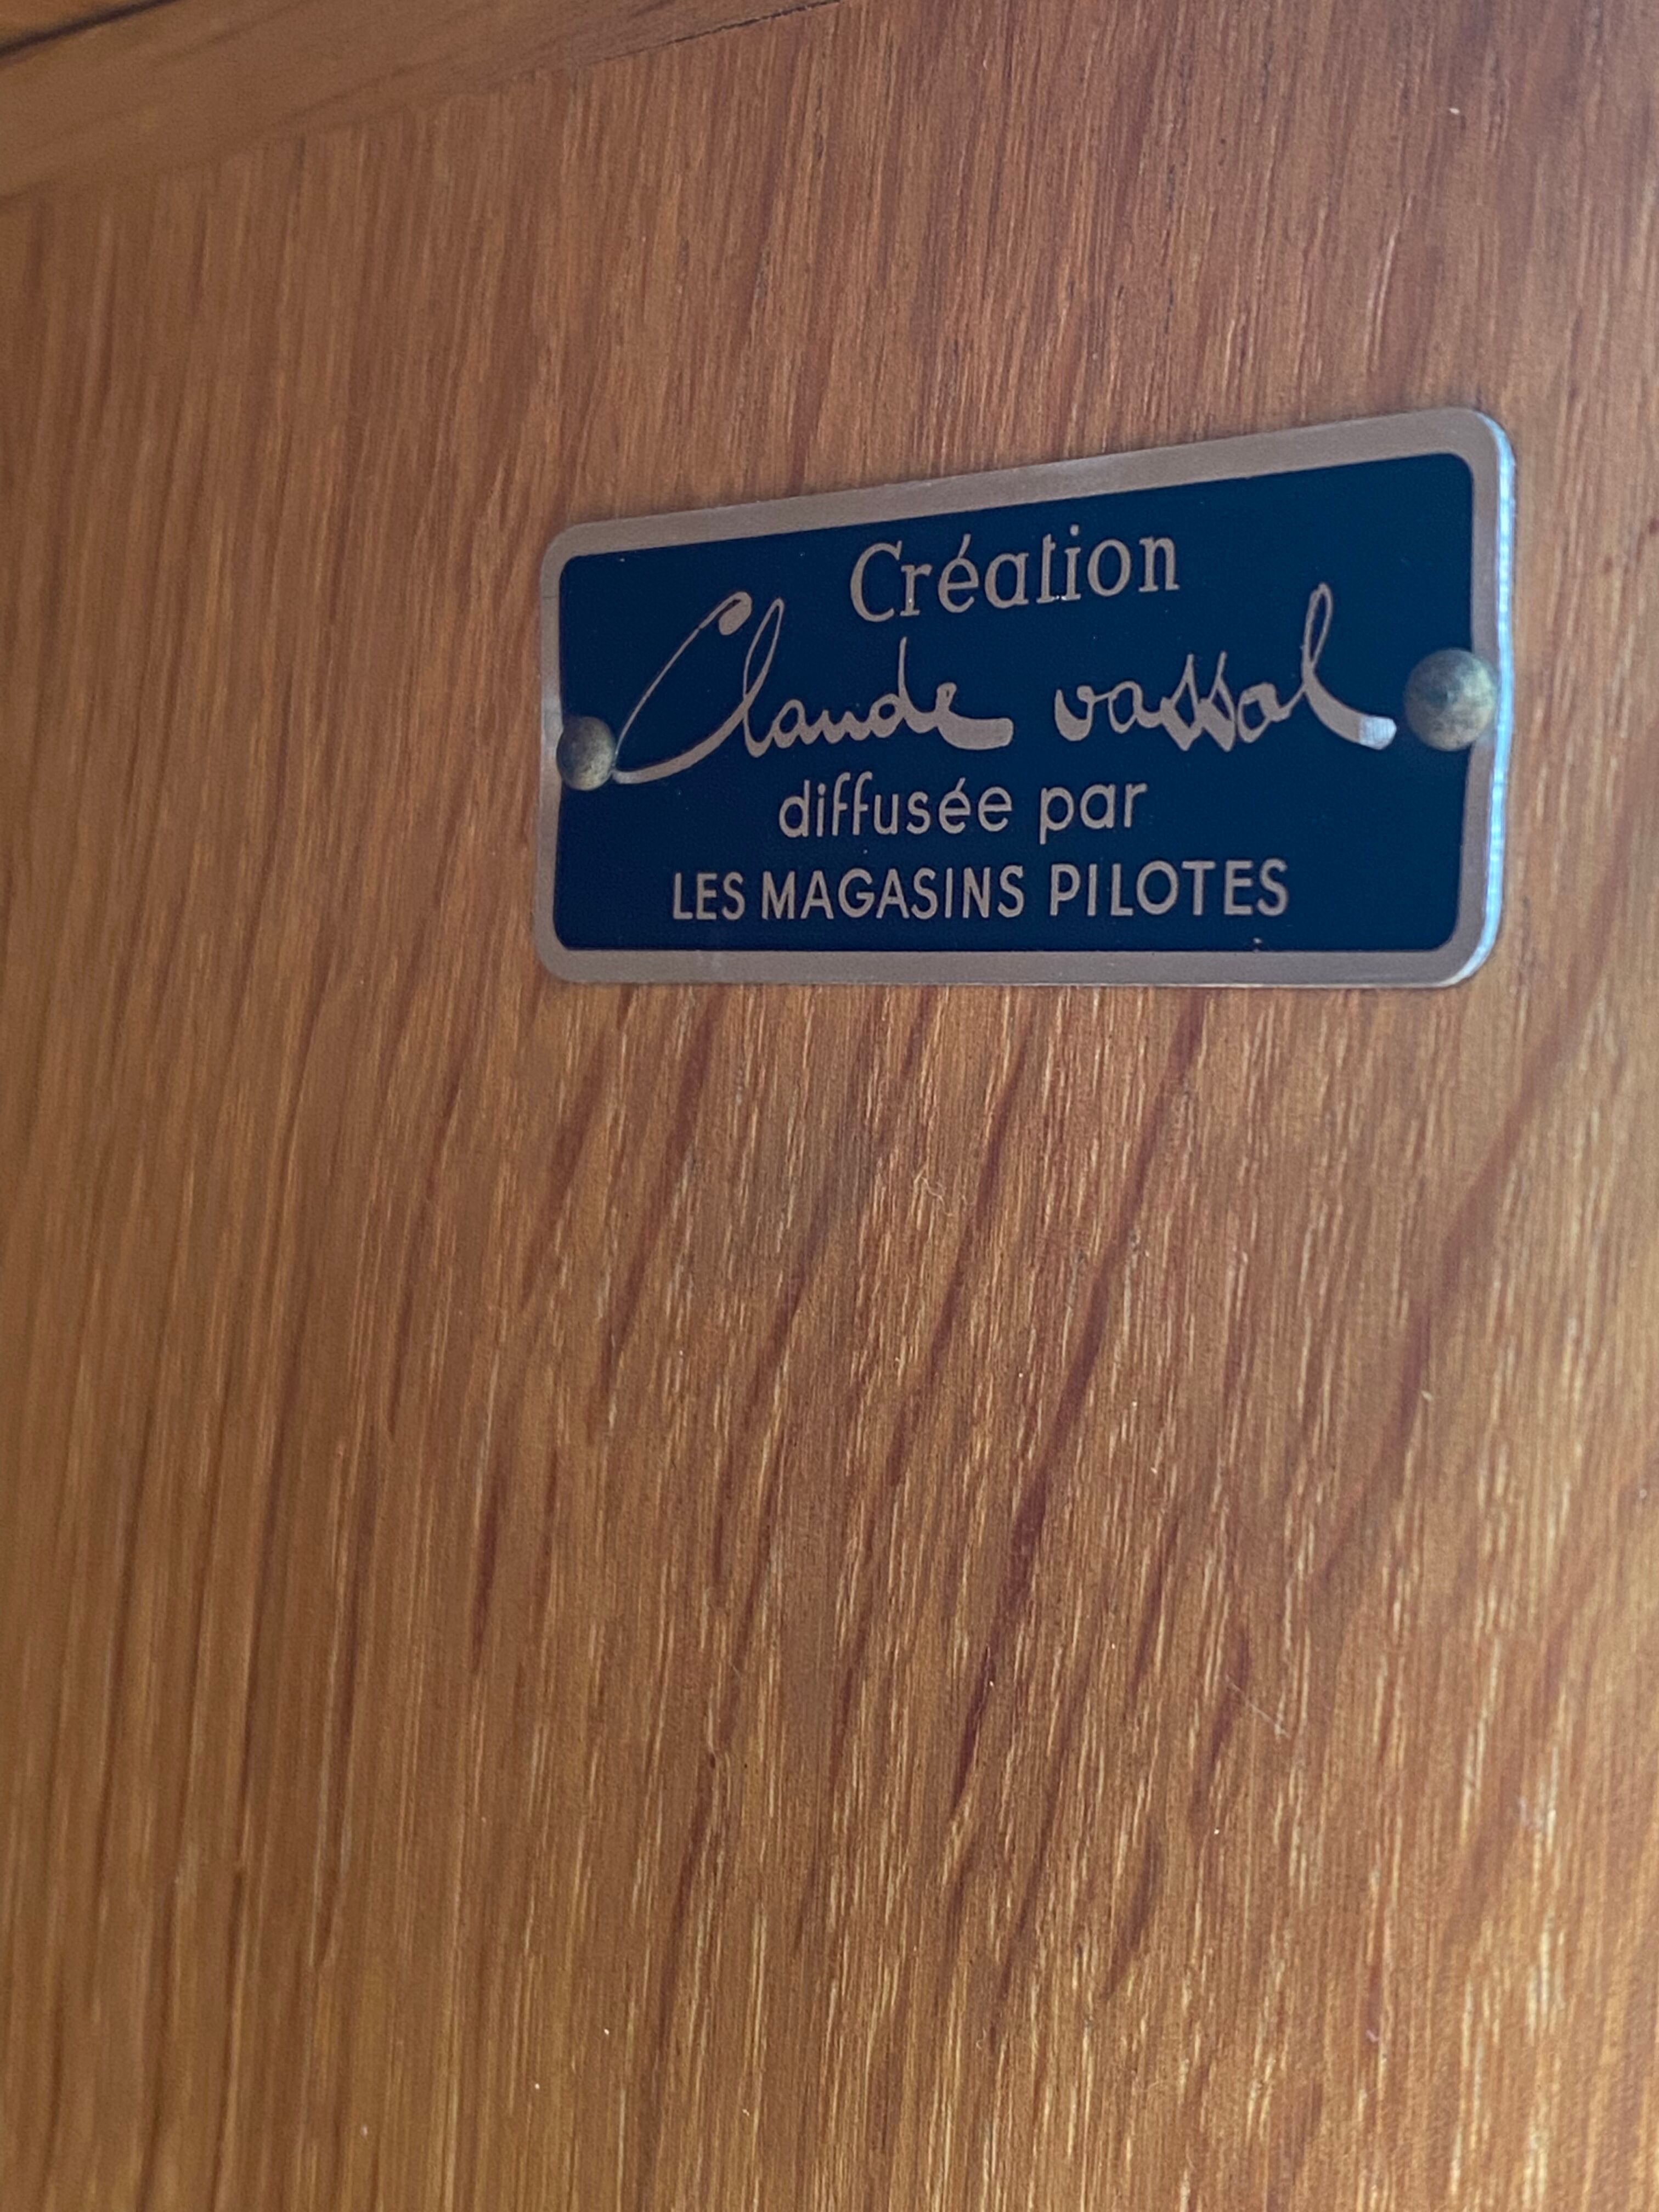 Création
Claude vassal
diffusée par
LES MAGASINS PILOTES